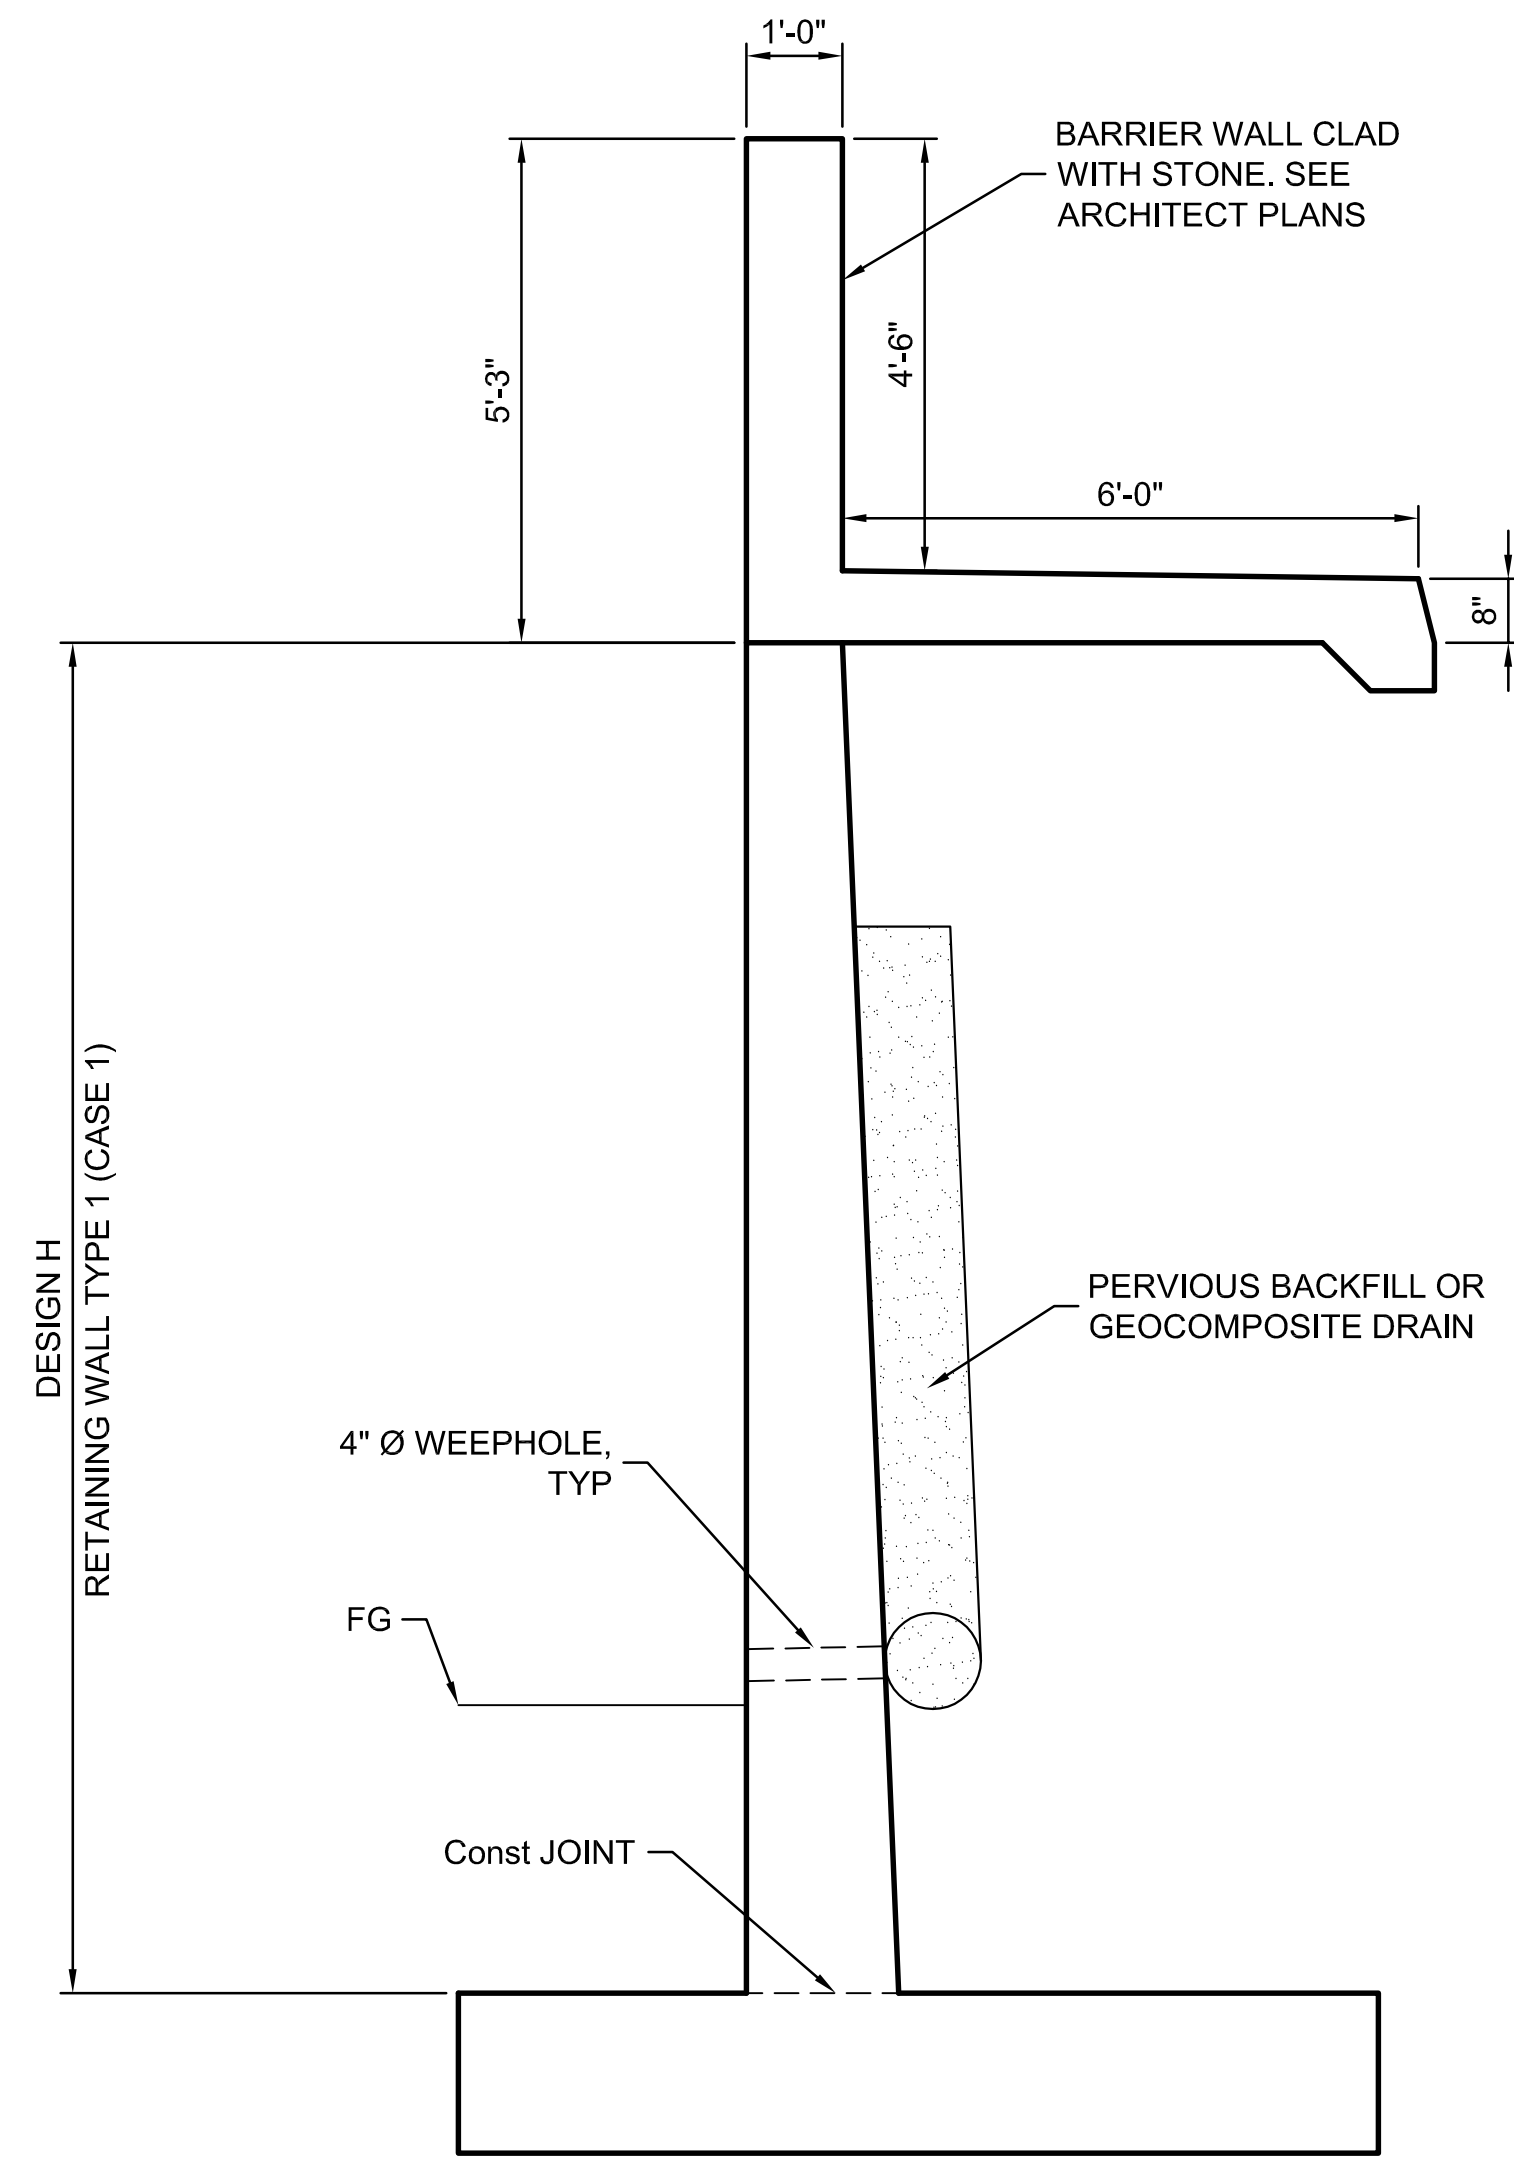 1'-0"
BARRIER WALL CLAD
WITH STONE. SEE
ARCHITECT PLANS
5'-3"
4'-6"
6'-0"
8"
DESIGN H
RETAINING WALL TYPE 1 (CASE 1)
PERVIOUS BACKFILL OR
GEOCOMPOSITE DRAIN
4" Ø WEEPHOLE,
TYP
FG
Const JOINT